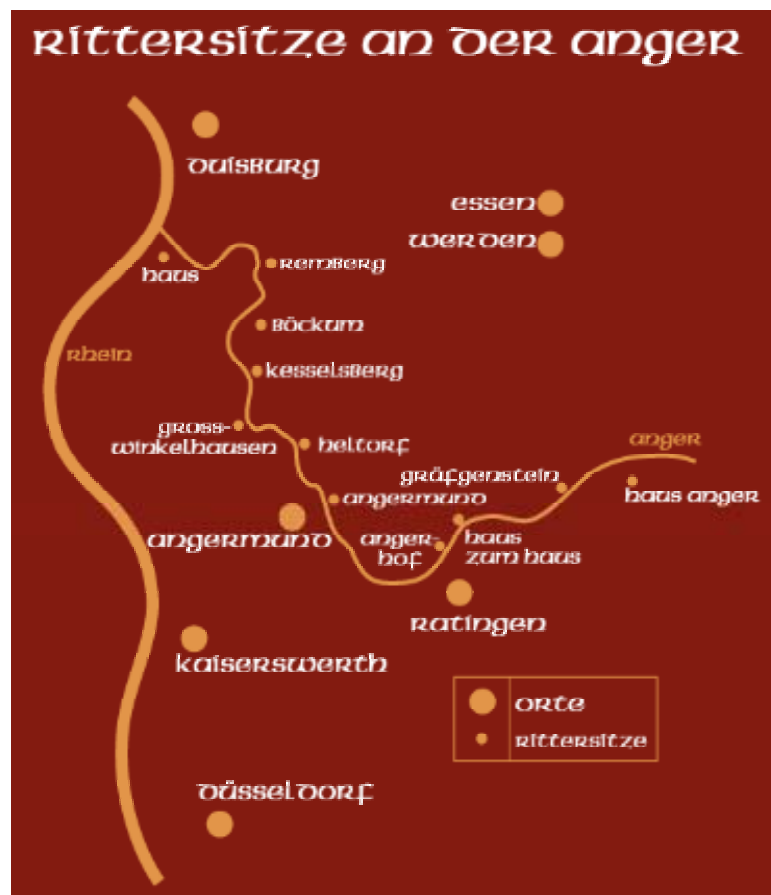 Rittersitze an der Anger
Duisburg
Essen
Werden
Haus
Remberg
Böckum
Rhein
Kesselsberg
Gross-
winkelhausen
Heltorf
Anger
Gräfgenstein
Haus Anger
Angermund
Angermund
Anger-
hof
Haus
zum Haus
Ratingen
Kaiserswerth
Orte
Rittersitze
Düsseldorf